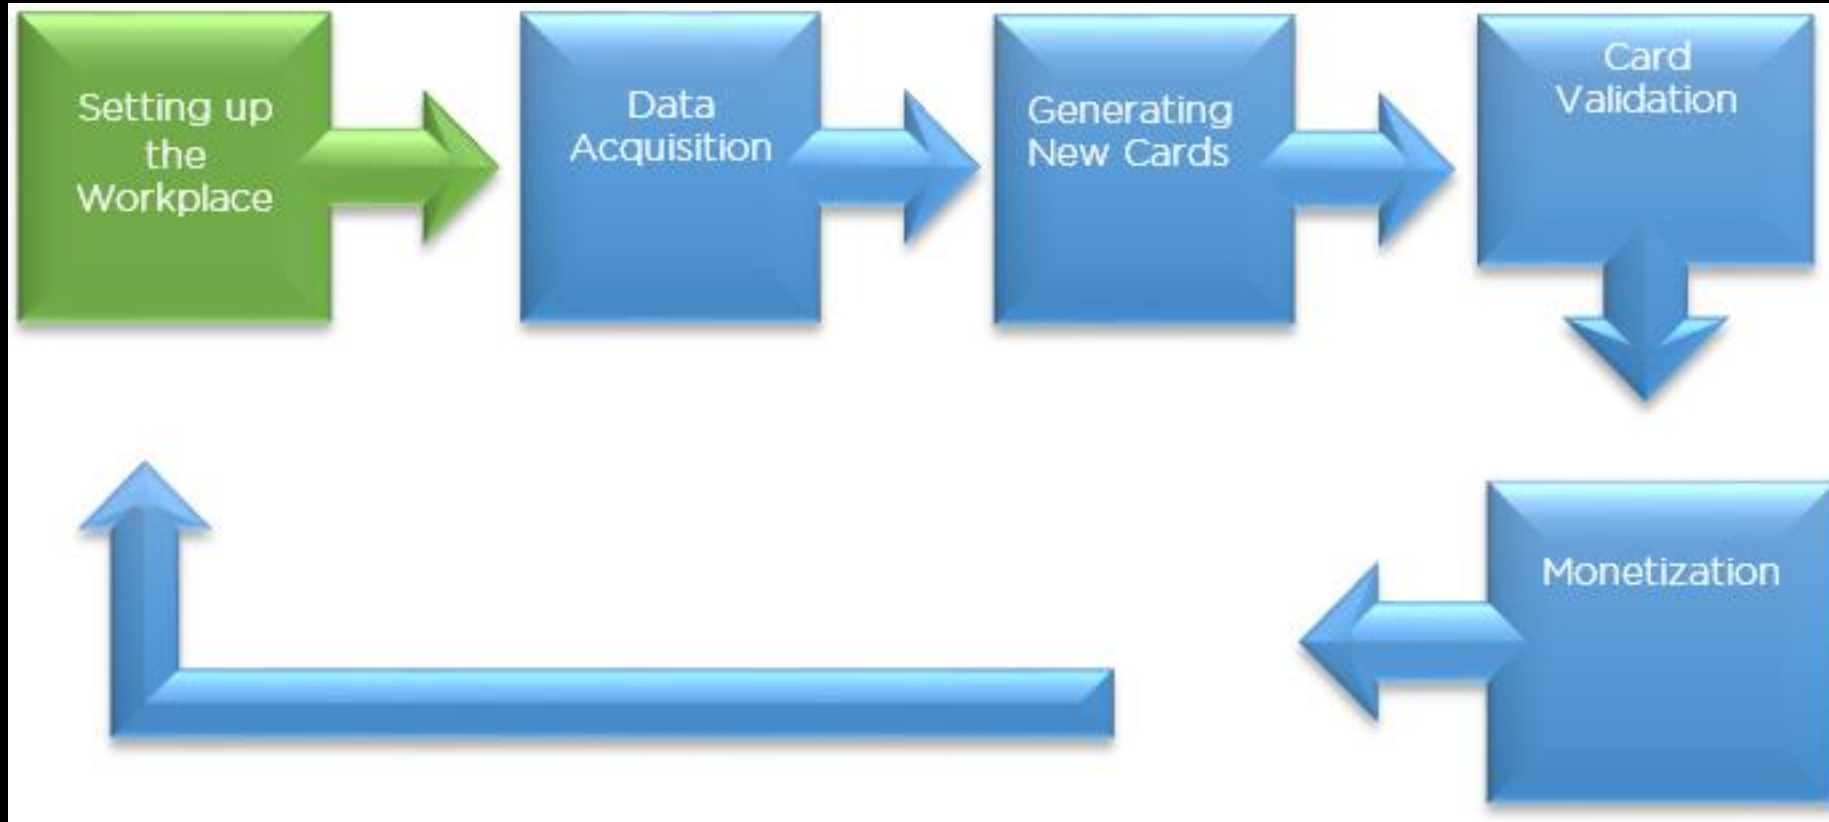 Setting up
the
Workplace
Data
Acquisition
Generating
New Cards
Card
Validation
Monetization